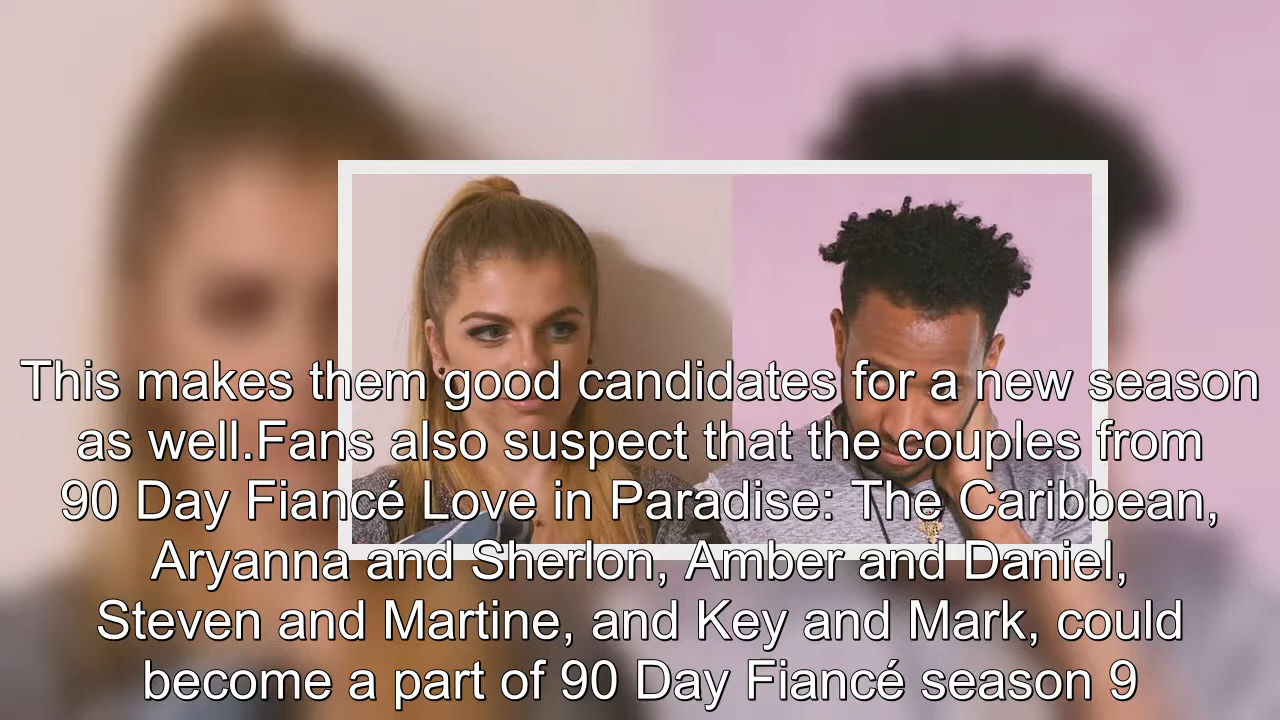 This makes them good candidates for a new season
as well.Fans also suspect that the couples from
90 Day Fiancé Love in Paradise: The Caribbean,
Aryanna and Sherlon, Amber and Daniel,
Steven and Martine, and Key and Mark, could
become a part of 90 Day Fiancé season 9